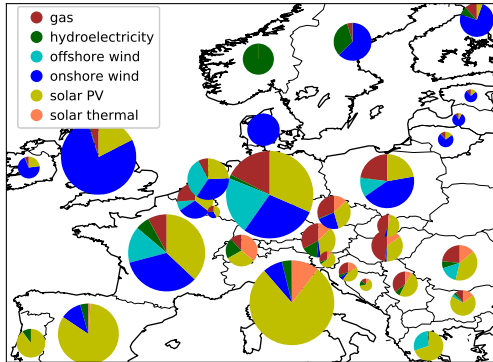 gas
hydroelectricity
offshore wind
onshore wind
solar PV
solar thermal